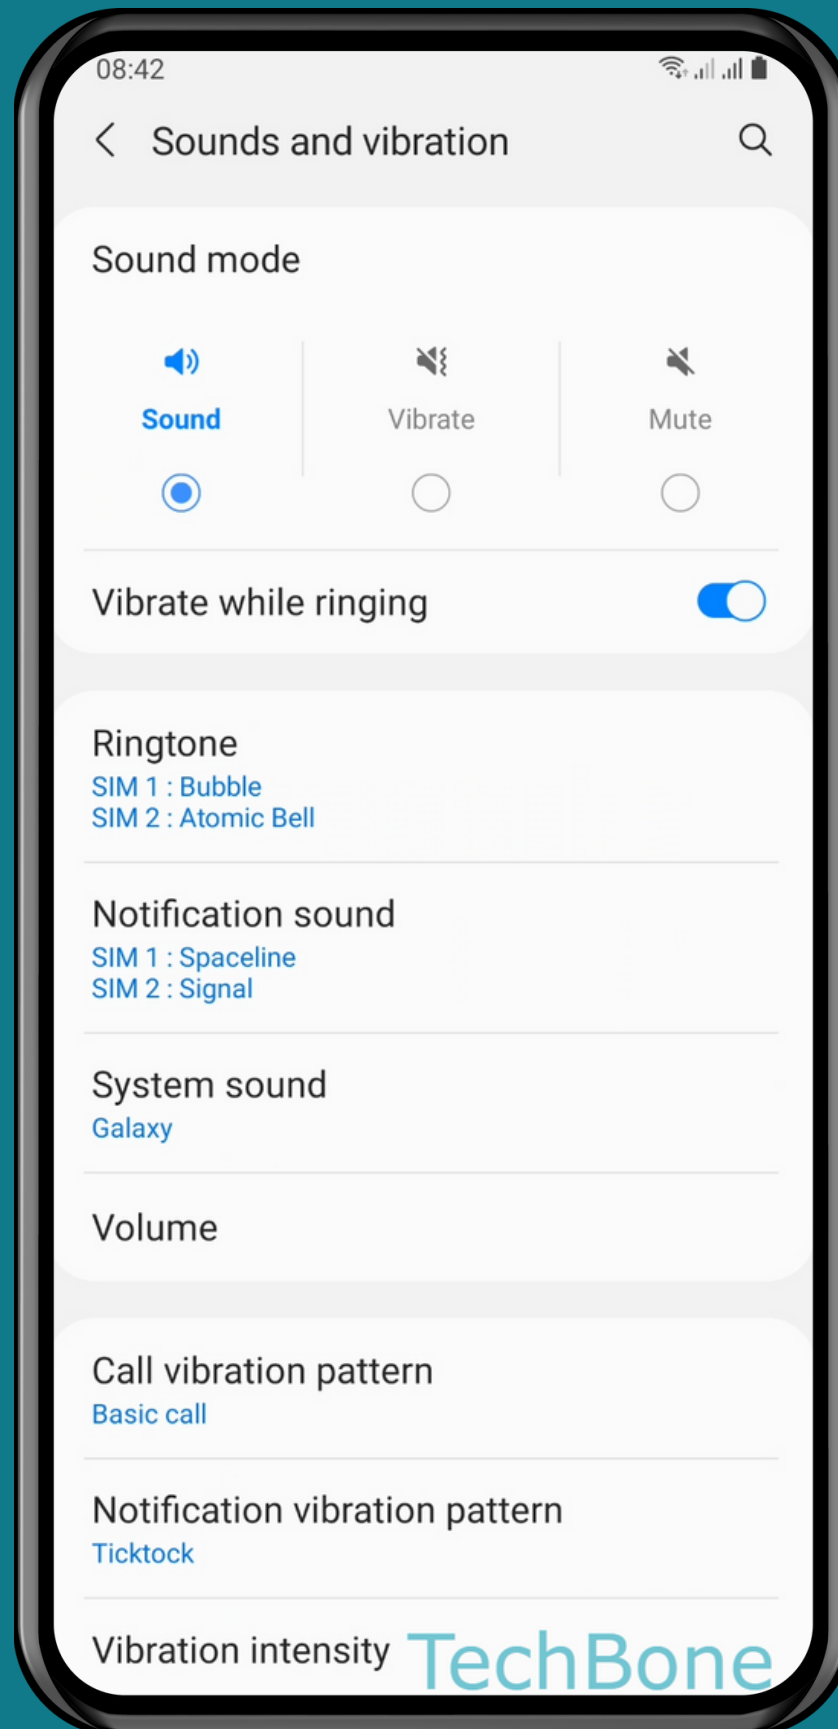 08:42
Sounds and vibration
Sound mode
Sound Vibrate Mute
Vibrate while ringing
Ringtone
SIM 1 : Bubble
SIM 2 : Atomic Bell
Notification sound
SIM 1 : Spaceline
SIM 2 : Signal
System sound
Galaxy
Volume
Call vibration pattern
Basic call
Notification vibration pattern
Ticktock
Vibration intensity
TechBone